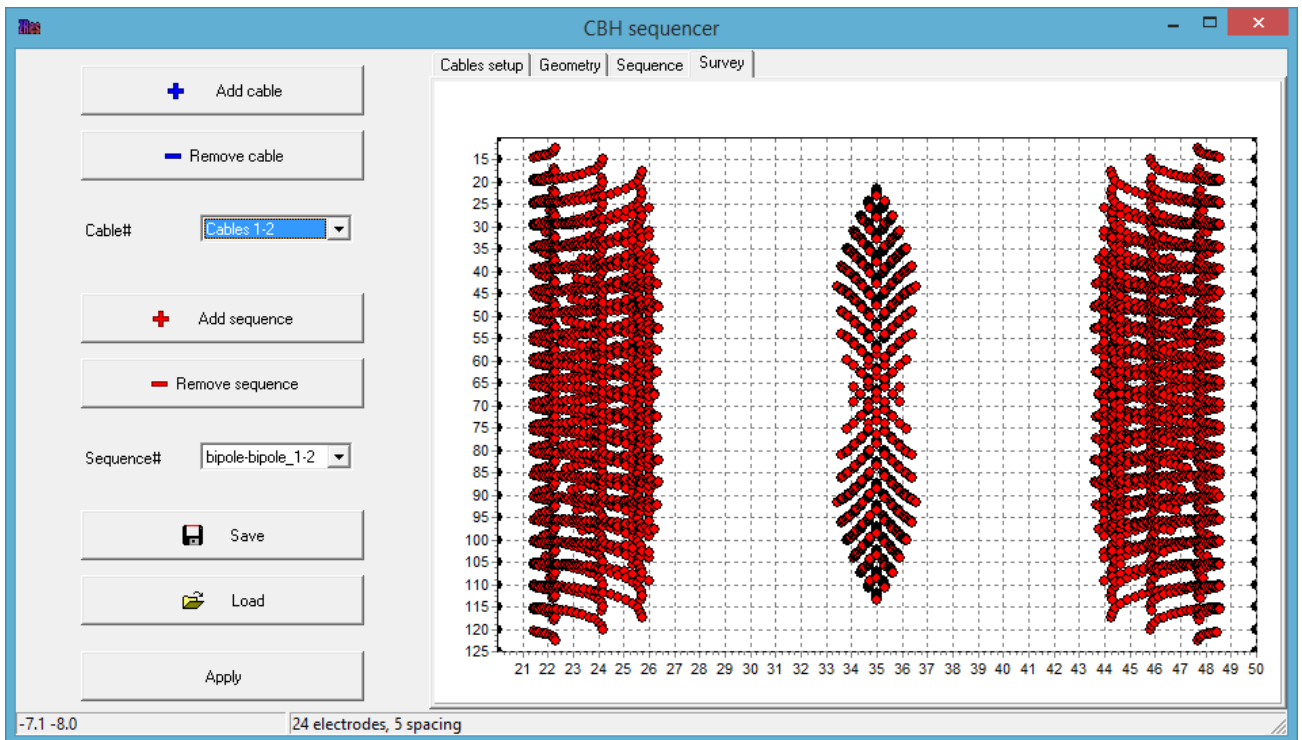 ZRes
CBH sequencer
Cables setup Geometry Sequence Survey
Add cable
Remove cable
Cable# Cables 1-2
Add sequence
Remove sequence
Sequence# bipole-bipole_1-2
Save
Load
Apply
15
20
25
30
35
40
45
50
55
60
65
70
75
80
85
90
95
100
105
110
115
120
125
21 22 23 24 25 26 27 28 29 30 31 32 33 34 35 36 37 38 39 40 41 42 43 44 45 46 47 48 49 50
-7.1 -8.0 24 electrodes, 5 spacing